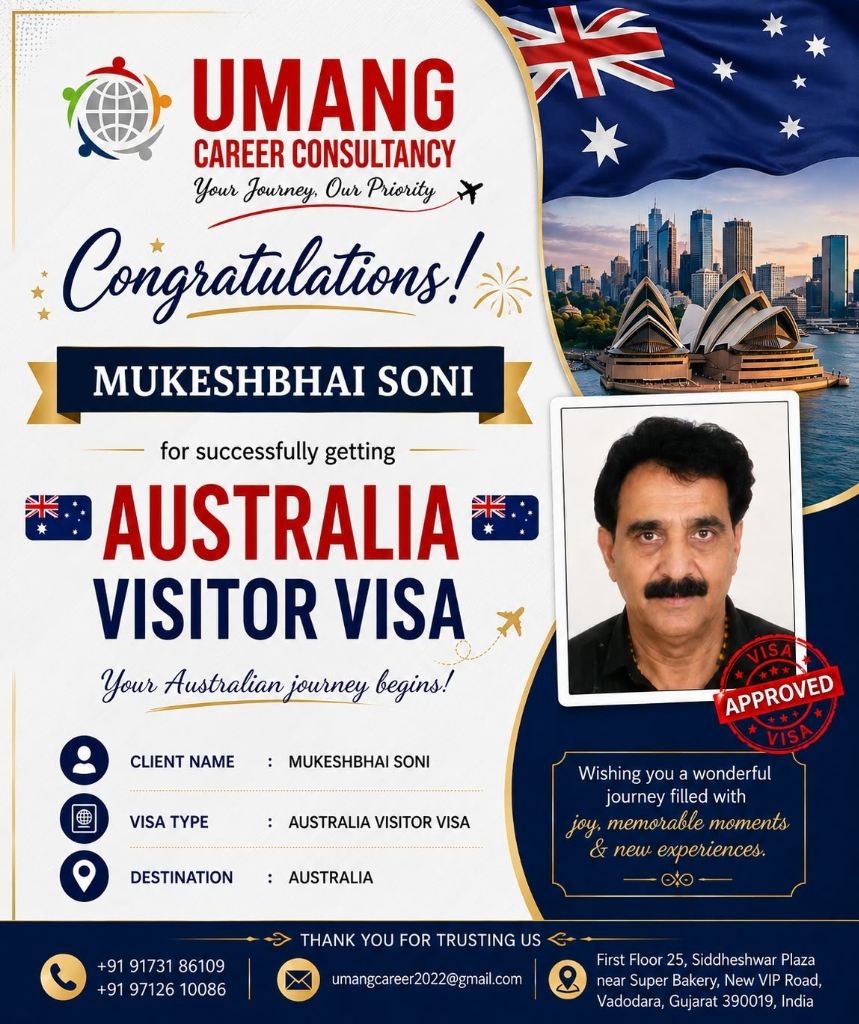 UMANG
CAREER CONSULTANCY
Your Journey, Our Priority
Congratulations!
MUKESHBHAI SONI
for successfully getting
AUSTRALIA
VISITOR VISA
Your Australian journey begins!
CLIENT NAME : MUKESHBHAI SONI
VISA TYPE : AUSTRALIA VISITOR VISA
DESTINATION : AUSTRALIA
VISA
APPROVED
VISA
Wishing you a wonderful
journey filled with
joy, memorable moments
& new experiences.
THANK YOU FOR TRUSTING US
+91 91731 86109
+91 97126 10086
umangcareer2022@gmail.com
First Floor 25, Siddheshwar Plaza
near Super Bakery, New VIP Road,
Vadodara, Gujarat 390019, India